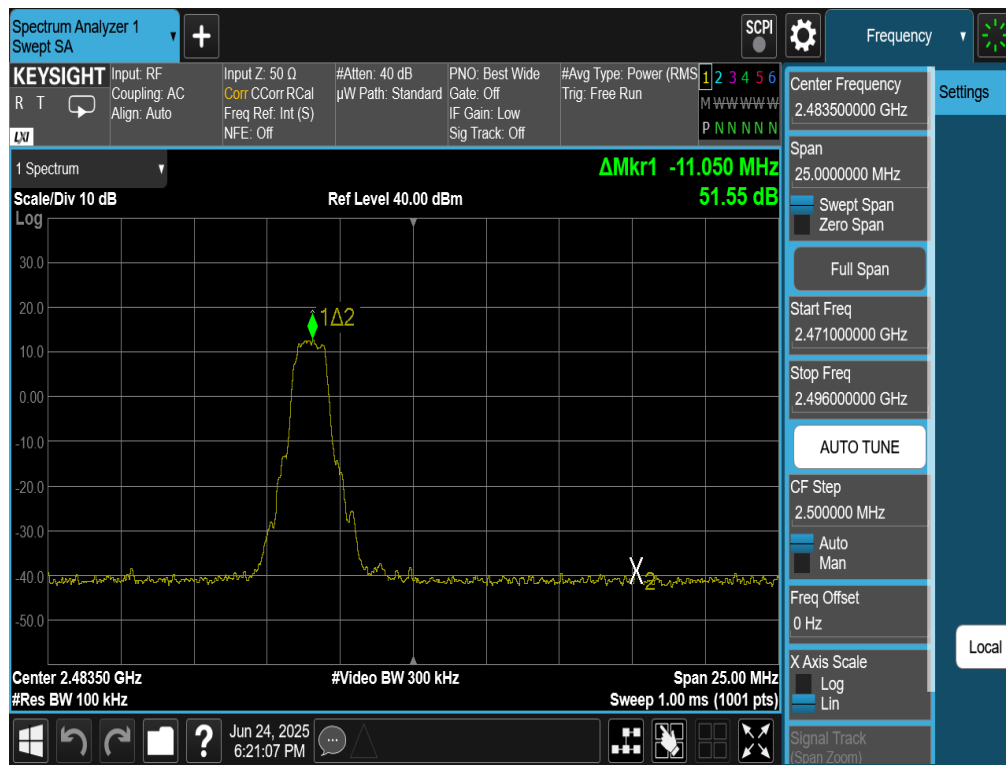 Spectrum Analyzer 1
Swept SA
+
SCPI
Frequency
KEYSIGHT
R T
LXI
Input: RF
Coupling: AC
Align: Auto
Input Z: 50 Ω
Corr CCorr RCal
Freq Ref: Int (S)
NFE: Off
#Atten: 40 dB
µW Path: Standard
PNO: Best Wide
Gate: Off
IF Gain: Low
Sig Track: Off
#Avg Type: Power (RMS
Trig: Free Run
1 2 3 4 5 6
M W W W W W
P N N N N N
1 Spectrum
Scale/Div 10 dB
Log
Ref Level 40.00 dBm
ΔMkr1 -11.050 MHz
51.55 dB
30.0
20.0
10.0
0.00
-10.0
-20.0
-30.0
-40.0
-50.0
1Δ2
X
2
Center 2.48350 GHz
#Res BW 100 kHz
#Video BW 300 kHz
Span 25.00 MHz
Sweep 1.00 ms (1001 pts)
Center Frequency
2.483500000 GHz
Span
25.0000000 MHz
Swept Span
Zero Span
Full Span
Start Freq
2.471000000 GHz
Stop Freq
2.496000000 GHz
AUTO TUNE
CF Step
2.500000 MHz
Auto
Man
Freq Offset
0 Hz
X Axis Scale
Log
Lin
Signal Track
(Span Zoom)
Settings
Local
?
Jun 24, 2025
6:21:07 PM